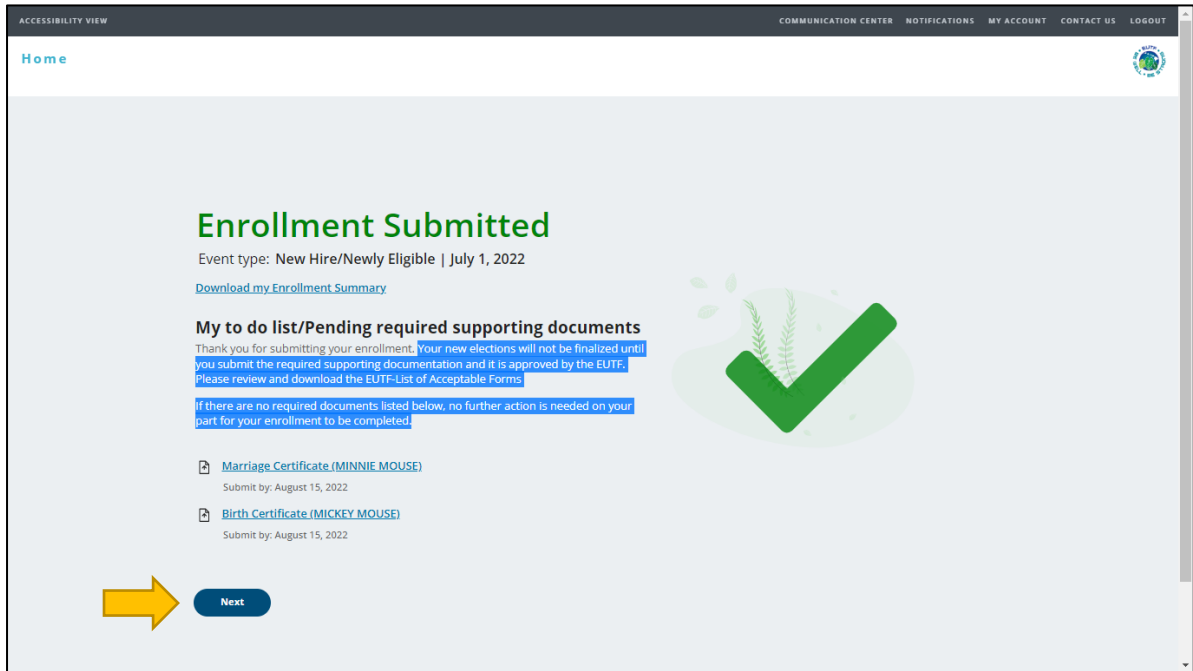 ACCESSIBILITY VIEW
COMMUNICATION CENTER NOTIFICATIONS MY ACCOUNT CONTACT US LOGOUT
Home
Enrollment Submitted
Event type: New Hire/Newly Eligible | July 1, 2022
Download my Enrollment Summary
My to do list/Pending required supporting documents
Thank you for submitting your enrollment. Your new elections will not be finalized until
you submit the required supporting documentation and it is approved by the EUTF.
Please review and download the EUTF-List of Acceptable Forms
If there are no required documents listed below, no further action is needed on your
part for your enrollment to be completed.
Marriage Certificate (MINNIE MOUSE)
Submit by: August 15, 2022
Birth Certificate (MICKEY MOUSE)
Submit by: August 15, 2022
Next